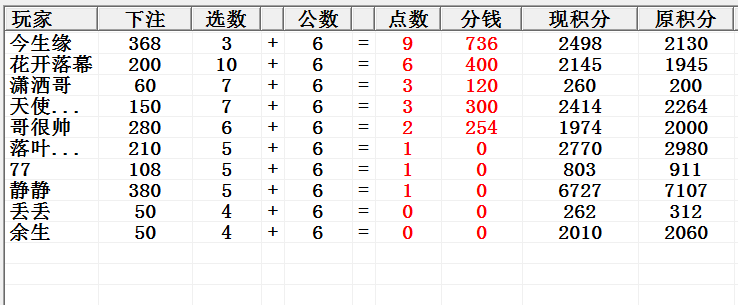 玩家 下注 选数 公数 点数 分钱 现积分 原积分
今生缘 368 3 + 6 = 9 736 2498 2130
花开落幕 200 10 + 6 = 6 400 2145 1945
潇洒哥 60 7 + 6 = 3 120 260 200
天使... 150 7 + 6 = 3 300 2414 2264
哥很帅 280 6 + 6 = 2 254 1974 2000
落叶... 210 5 + 6 = 1 0 2770 2980
77 108 5 + 6 = 1 0 803 911
静静 380 5 + 6 = 1 0 6727 7107
丢丢 50 4 + 6 = 0 0 262 312
余生 50 4 + 6 = 0 0 2010 2060